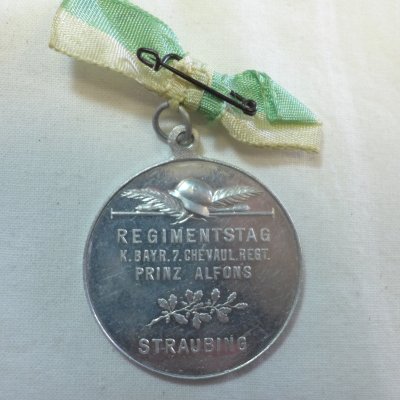 REGIMENTSTAG
K. BAYR. 7. CHEVAUL. REGT.
PRINZ ALFONS
STRAUBING